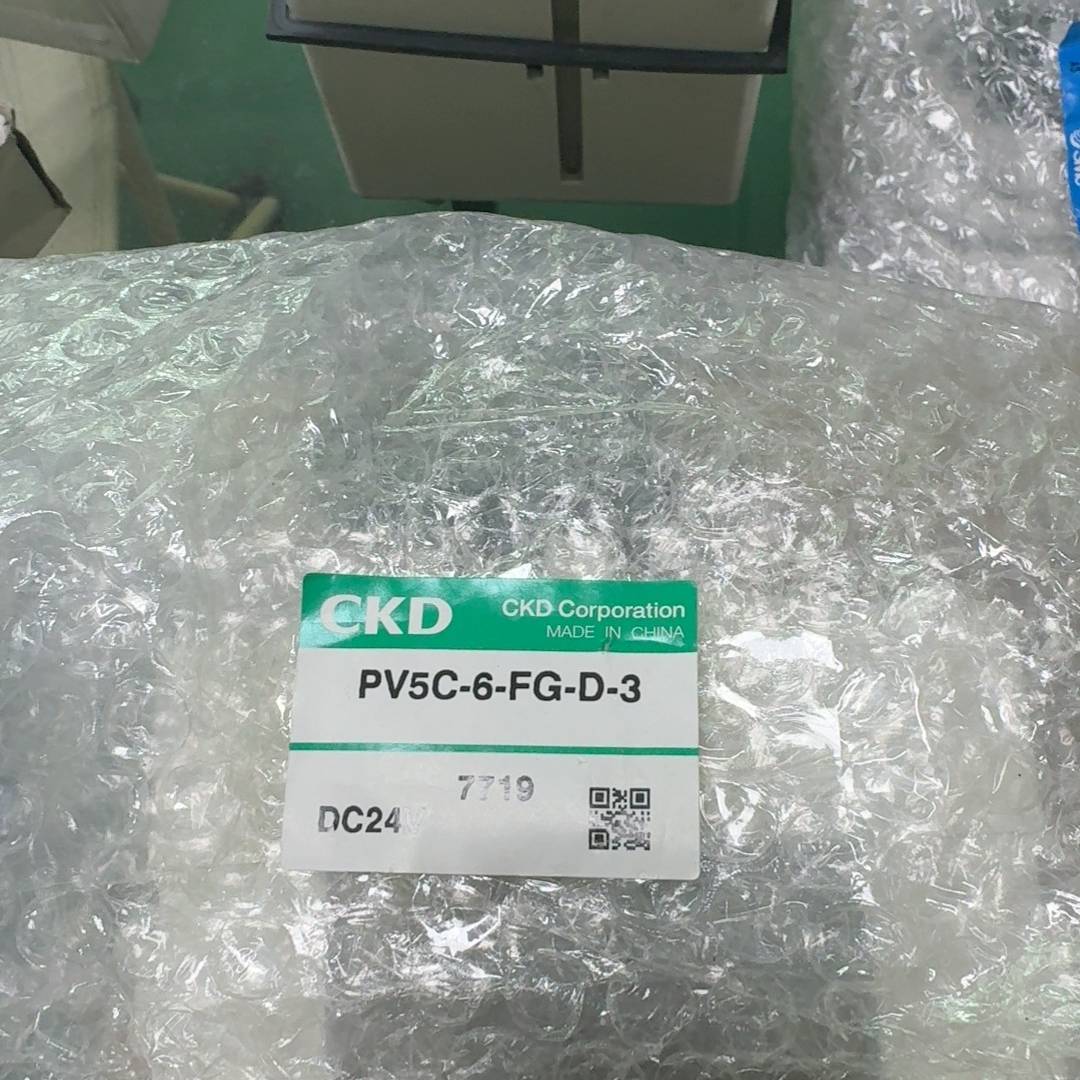 CKD
CKD Corporation
MADE IN CHINA
PV5C-6-FG-D-3
7719
DC24V